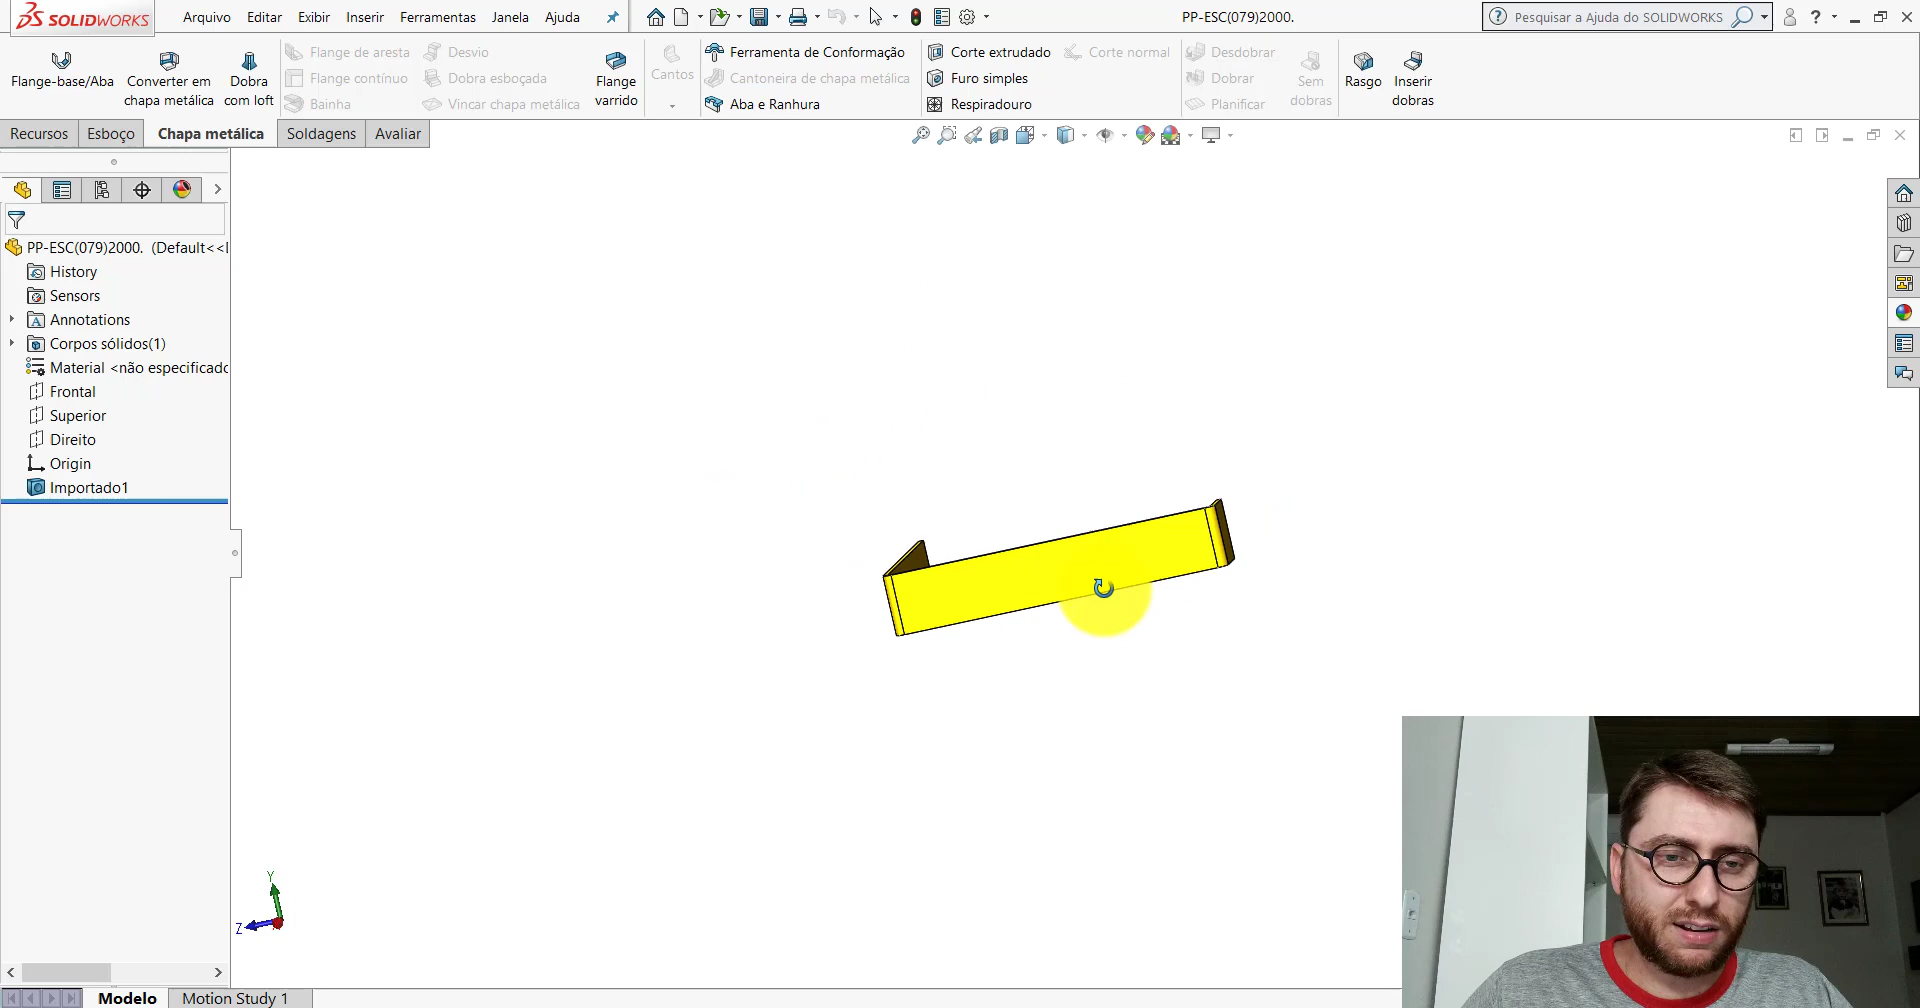 SOLIDWORKS
Arquivo Editar Exibir Inserir Ferramentas Janela Ajuda
PP-ESC(079)2000.
Pesquisar a Ajuda do SOLIDWORKS
Flange-base/Aba
Converter em
chapa metálica
Dobra
com loft
Flange de aresta
Flange contínuo
Bainha
Desvio
Dobra esboçada
Vincar chapa metálica
Flange
varrido
Cantos
Ferramenta de Conformação
Cantoneira de chapa metálica
Aba e Ranhura
Corte extrudado
Furo simples
Respiradouro
Corte normal
Desdobrar
Dobrar
Planificar
Sem
dobras
Rasgo
Inserir
dobras
Recursos Esboço Chapa metálica Soldagens Avaliar
PP-ESC(079)2000. (Default<<
History
Sensors
Annotations
Corpos sólidos(1)
Material <não especificado
Frontal
Superior
Direito
Origin
Importado1
Y
Z
Modelo Motion Study 1